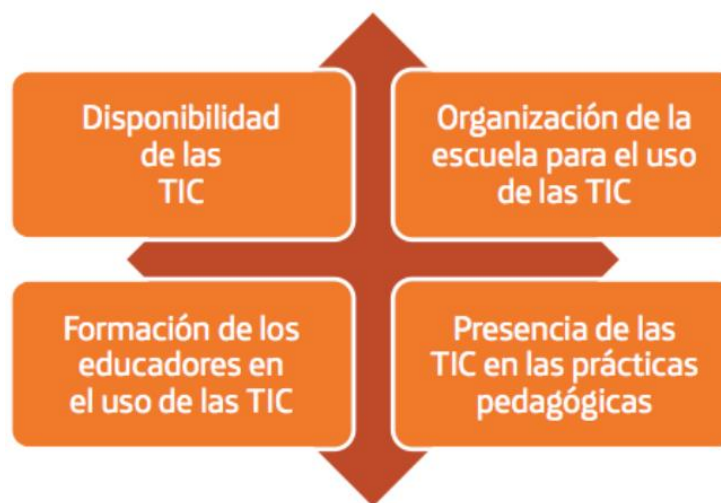 Disponibilidad
de las
TIC
Organización de la
escuela para el uso
de las TIC
Formación de los
educadores en
el uso de las TIC
Presencia de las
TIC en las prácticas
pedagógicas